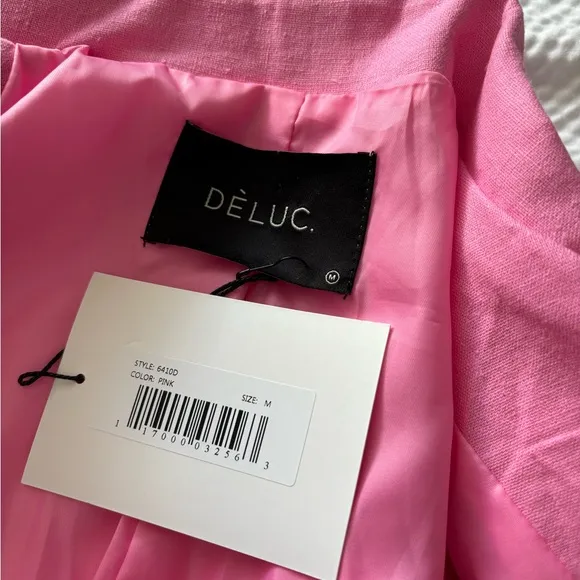 DÈLUC.
M
STYLE: 6410D
COLOR: PINK
SIZE: M
1 17000 03256 3